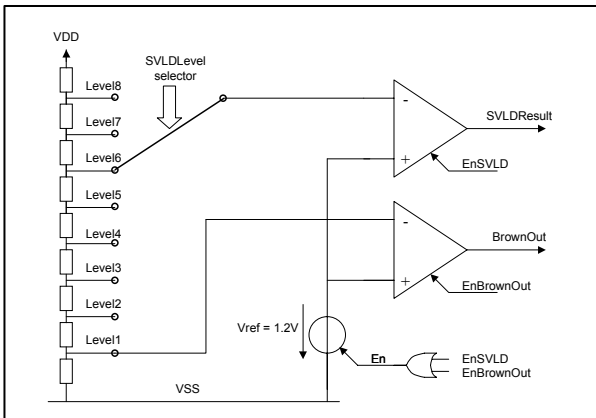 VDD
SVLDLevel
selector
Level8
Level7
Level6
Level5
Level4
Level3
Level2
Level1
-
+
SVLDResult
EnSVLD
-
+
BrownOut
EnBrownOut
Vref = 1.2V
En
EnSVLD
EnBrownOut
VSS